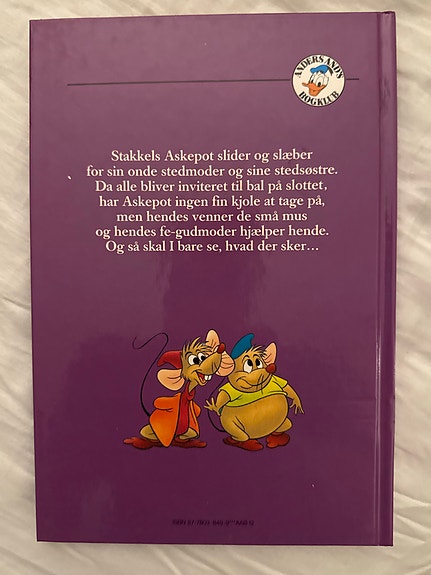 ANDERS AND'S
BOGKLUB
Stakkels Askepot slider og slæber
for sin onde stedmoder og sine stedsøstre.
Da alle bliver inviteret til bal på slottet,
har Askepot ingen fin kjole at tage på,
men hendes venner de små mus
og hendes fe-gudmoder hjælper hende.
Og så skal I bare se, hvad der sker…
ISBN